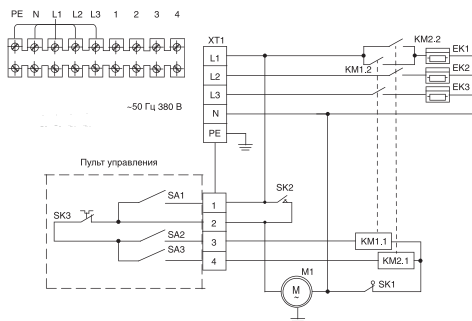 PE N L1 L2 L3 1 2 3 4
~50 Гц 380 В
XT1
L1
L2
L3
N
PE
KM2.2
KM1.2
EK1
EK2
EK3
Пульт управления
SA1
SK3
SA2
SA3
1
2
3
4
SK2
KM1.1
KM2.1
M1
M
~
SK1